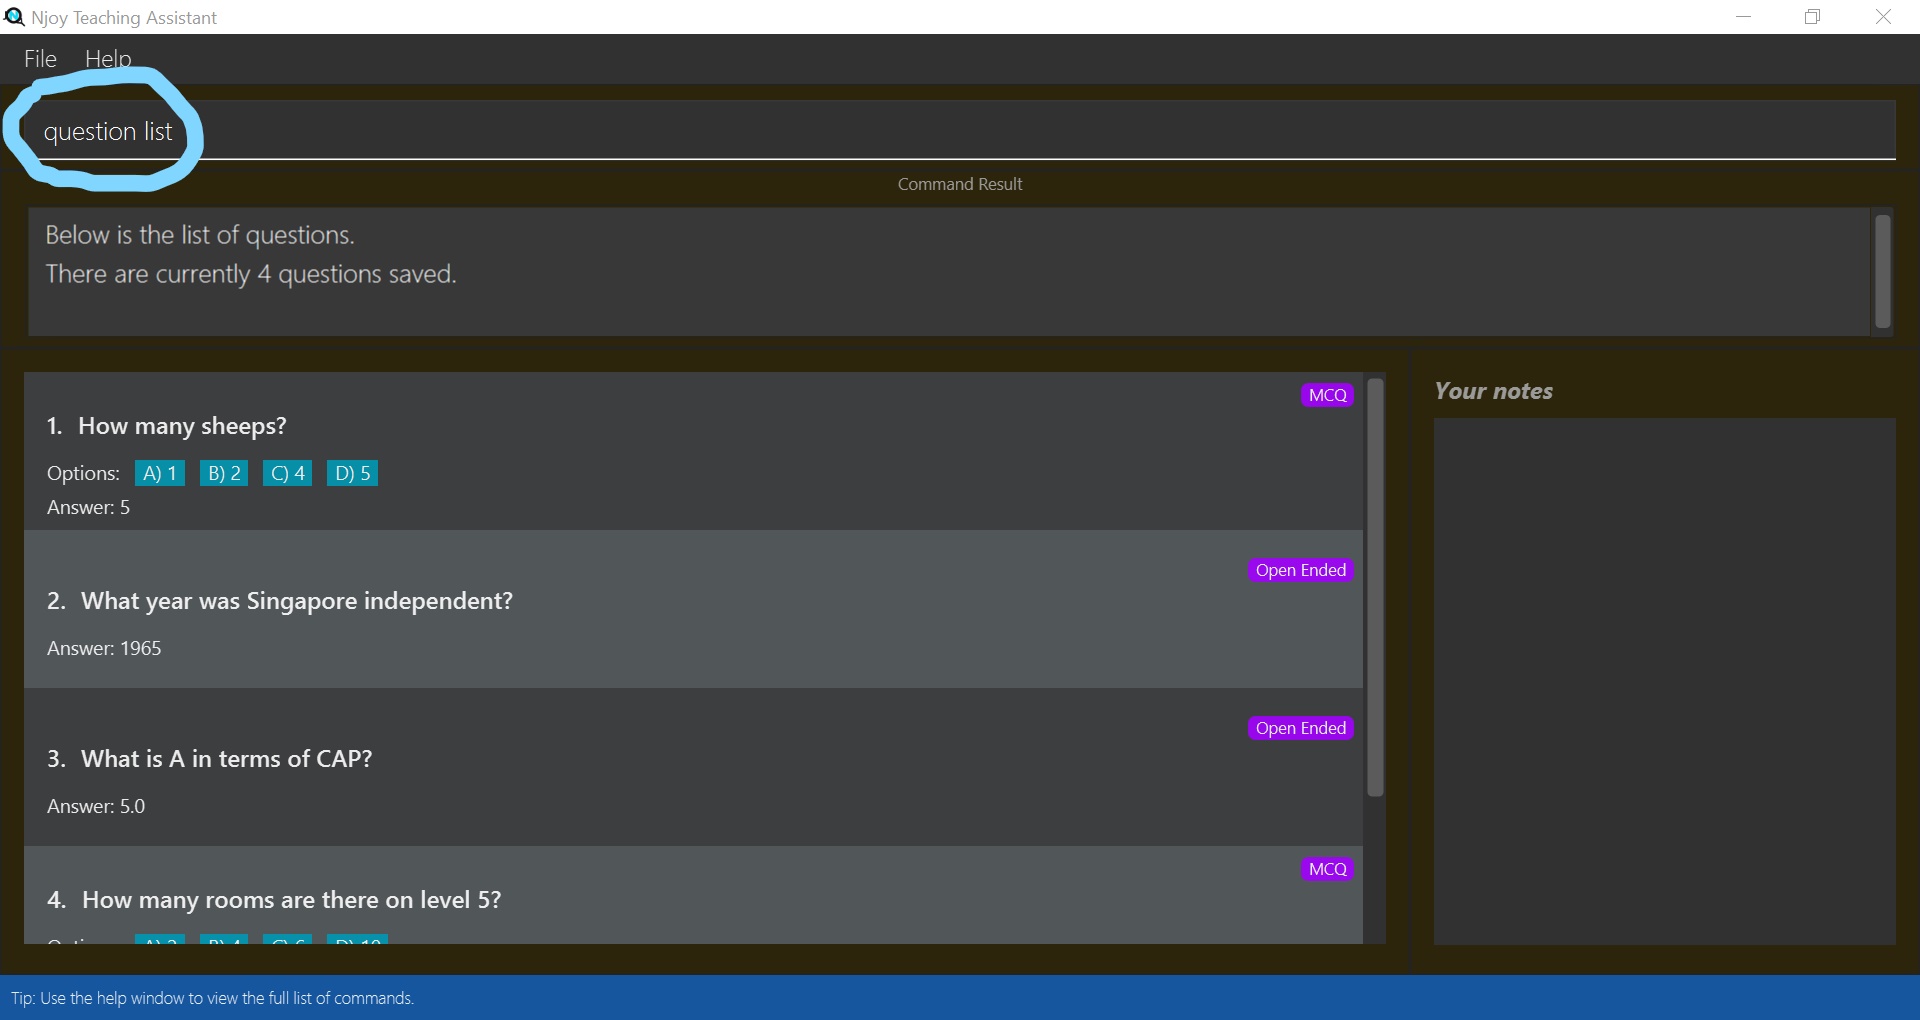 Njoy Teaching Assistant
File Help
question list
Command Result
Below is the list of questions.
There are currently 4 questions saved.
MCQ
1. How many sheeps?
Options: A) 1 B) 2 C) 4 D) 5
Answer: 5
Open Ended
2. What year was Singapore independent?
Answer: 1965
Open Ended
3. What is A in terms of CAP?
Answer: 5.0
MCQ
4. How many rooms are there on level 5?
Your notes
Tip: Use the help window to view the full list of commands.